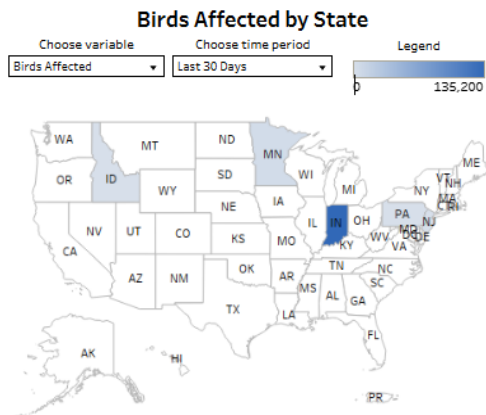 Birds Affected by State
Choose variable Choose time period Legend
Birds Affected Last 30 Days
0 135,200
WA MT ND MN ME
OR ID SD WI VT NH
WY MI NY MA
NE IA CT RI
NV UT CO IL IN OH PA NJ
CA KS MO KY WV MD DC DE
VA
AZ NM OK AR TN NC
MS AL GA SC
TX LA
FL
AK HI
PR